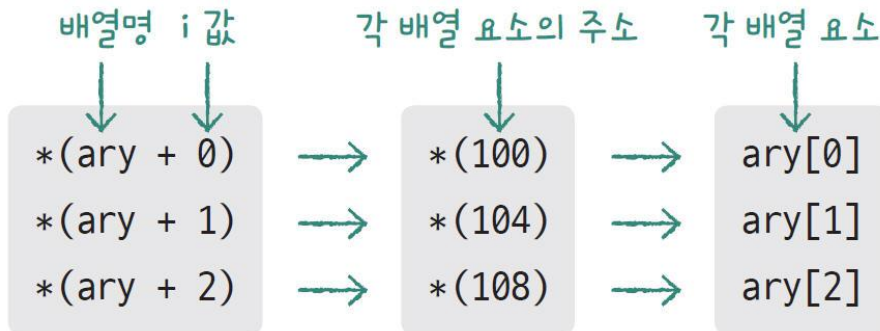 배열명 i 값 각 배열 요소의 주소 각 배열 요소
*(ary + 0) *(100) ary[0]
*(ary + 1) *(104) ary[1]
*(ary + 2) *(108) ary[2]